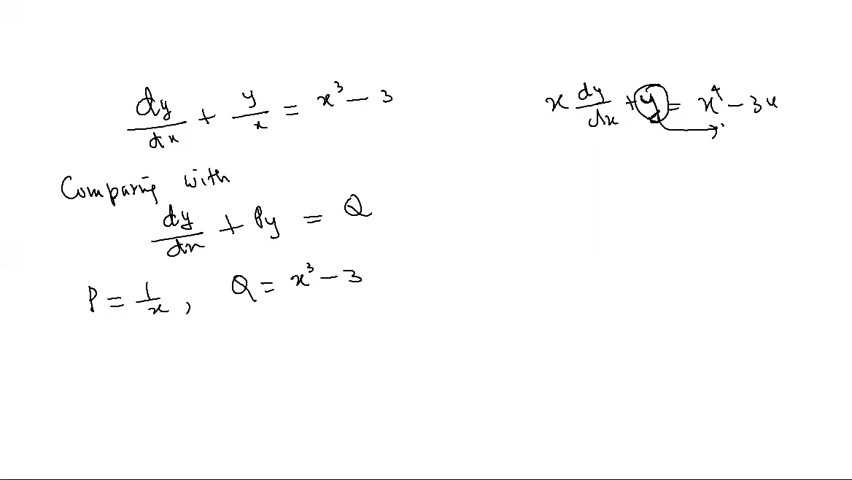 dy/dx + y/x = x³ - 3
x dy/dx + y = x⁴ - 3x
Comparing with
dy/dx + Py = Q
P = 1/x , Q = x³ - 3